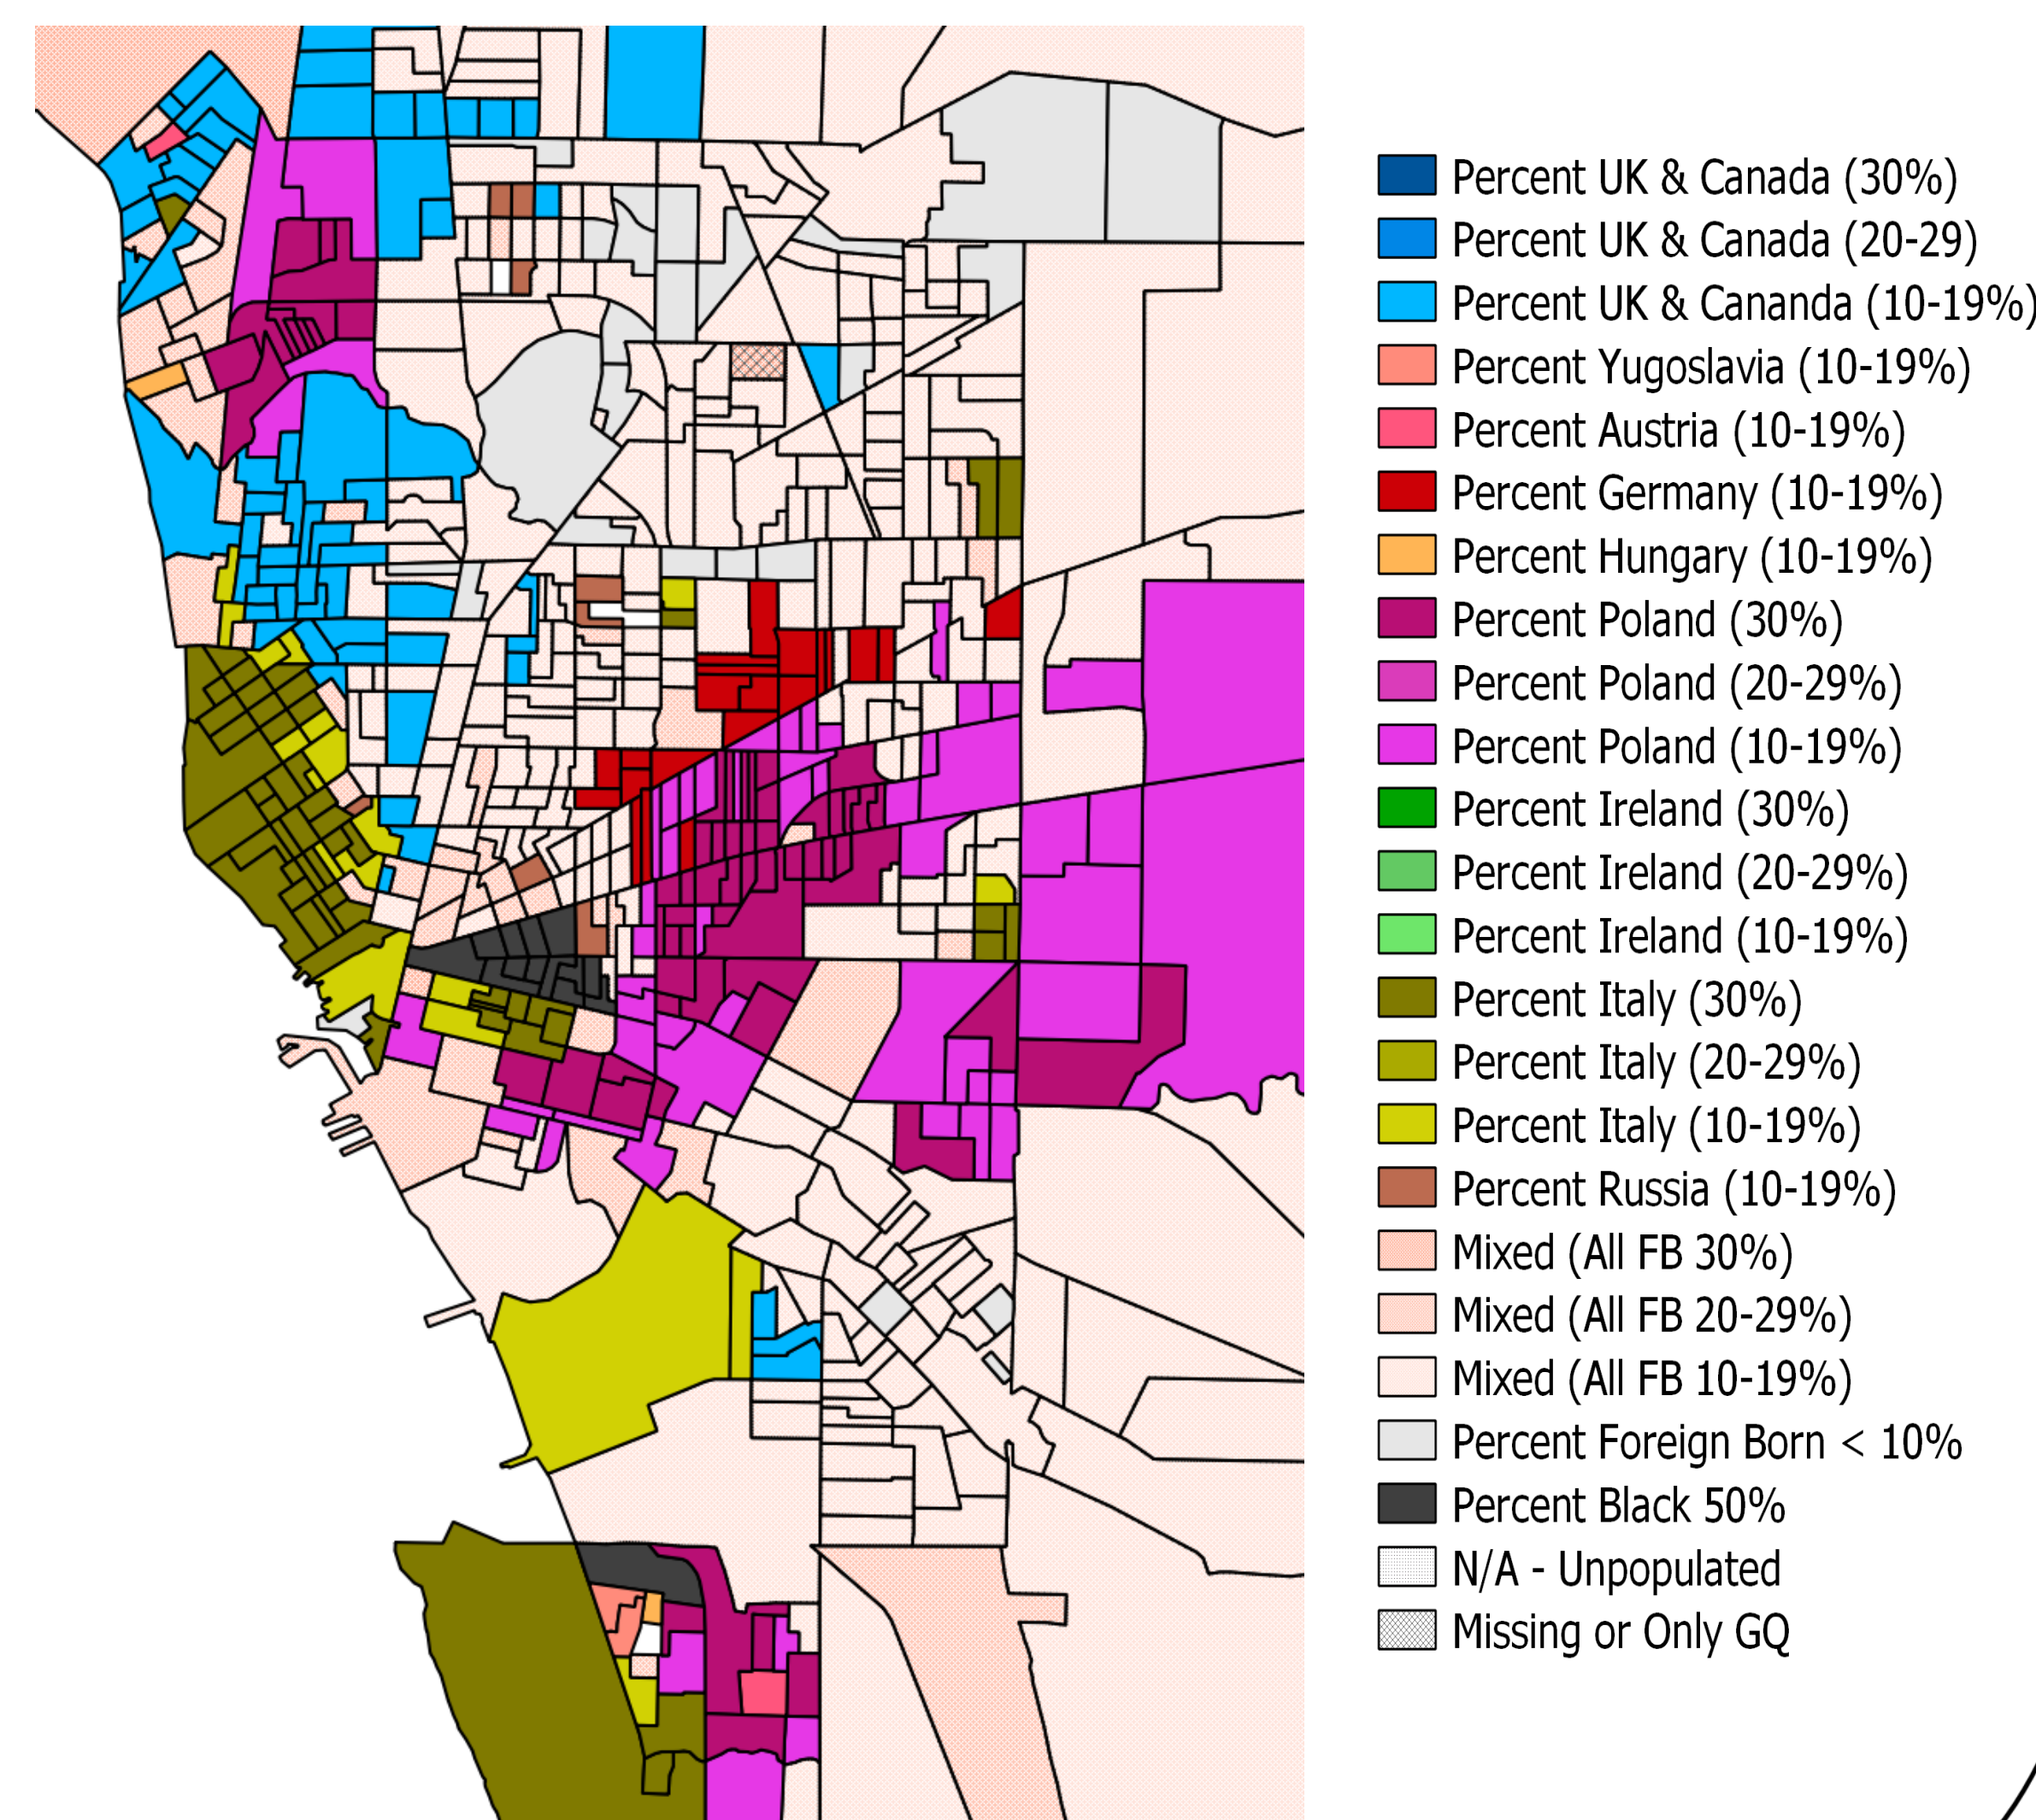 Percent UK & Canada (30%)
Percent UK & Canada (20-29)
Percent UK & Cananda (10-19%)
Percent Yugoslavia (10-19%)
Percent Austria (10-19%)
Percent Germany (10-19%)
Percent Hungary (10-19%)
Percent Poland (30%)
Percent Poland (20-29%)
Percent Poland (10-19%)
Percent Ireland (30%)
Percent Ireland (20-29%)
Percent Ireland (10-19%)
Percent Italy (30%)
Percent Italy (20-29%)
Percent Italy (10-19%)
Percent Russia (10-19%)
Mixed (All FB 30%)
Mixed (All FB 20-29%)
Mixed (All FB 10-19%)
Percent Foreign Born < 10%
Percent Black 50%
N/A - Unpopulated
Missing or Only GQ